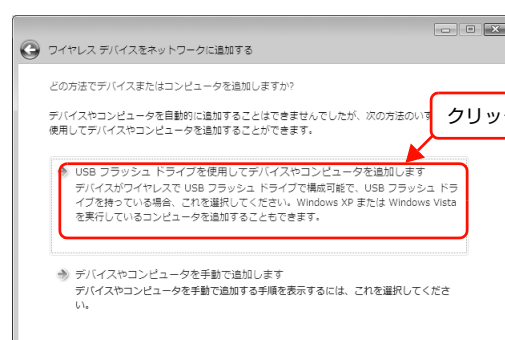 ワイヤレス デバイスをネットワークに追加する
どの方法でデバイスまたはコンピュータを追加しますか?
デバイスやコンピュータを自動的に追加することはできませんでしたが、次の方法のいず
使用してデバイスやコンピュータを追加することができます。
クリッ
USB フラッシュ ドライブを使用してデバイスやコンピュータを追加します
デバイスがワイヤレスで USB フラッシュ ドライブで構成可能で、USB フラッシュ ドラ
イブを持っている場合、これを選択してください。Windows XP または Windows Vista
を実行しているコンピュータを追加することもできます。
デバイスやコンピュータを手動で追加します
デバイスやコンピュータを手動で追加する手順を表示するには、これを選択してくださ
い。